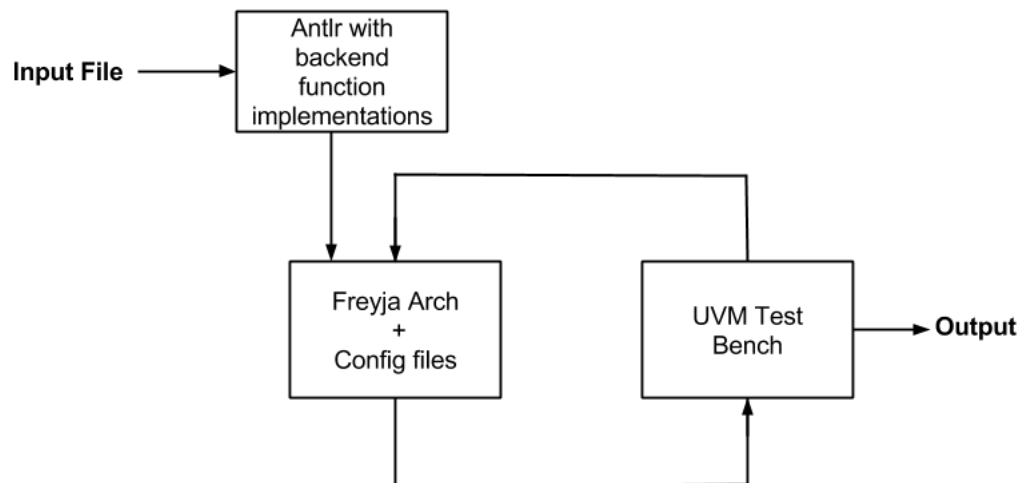 Input File
Antlr with
backend
function
implementations
Freyja Arch
+
Config files
UVM Test
Bench
Output